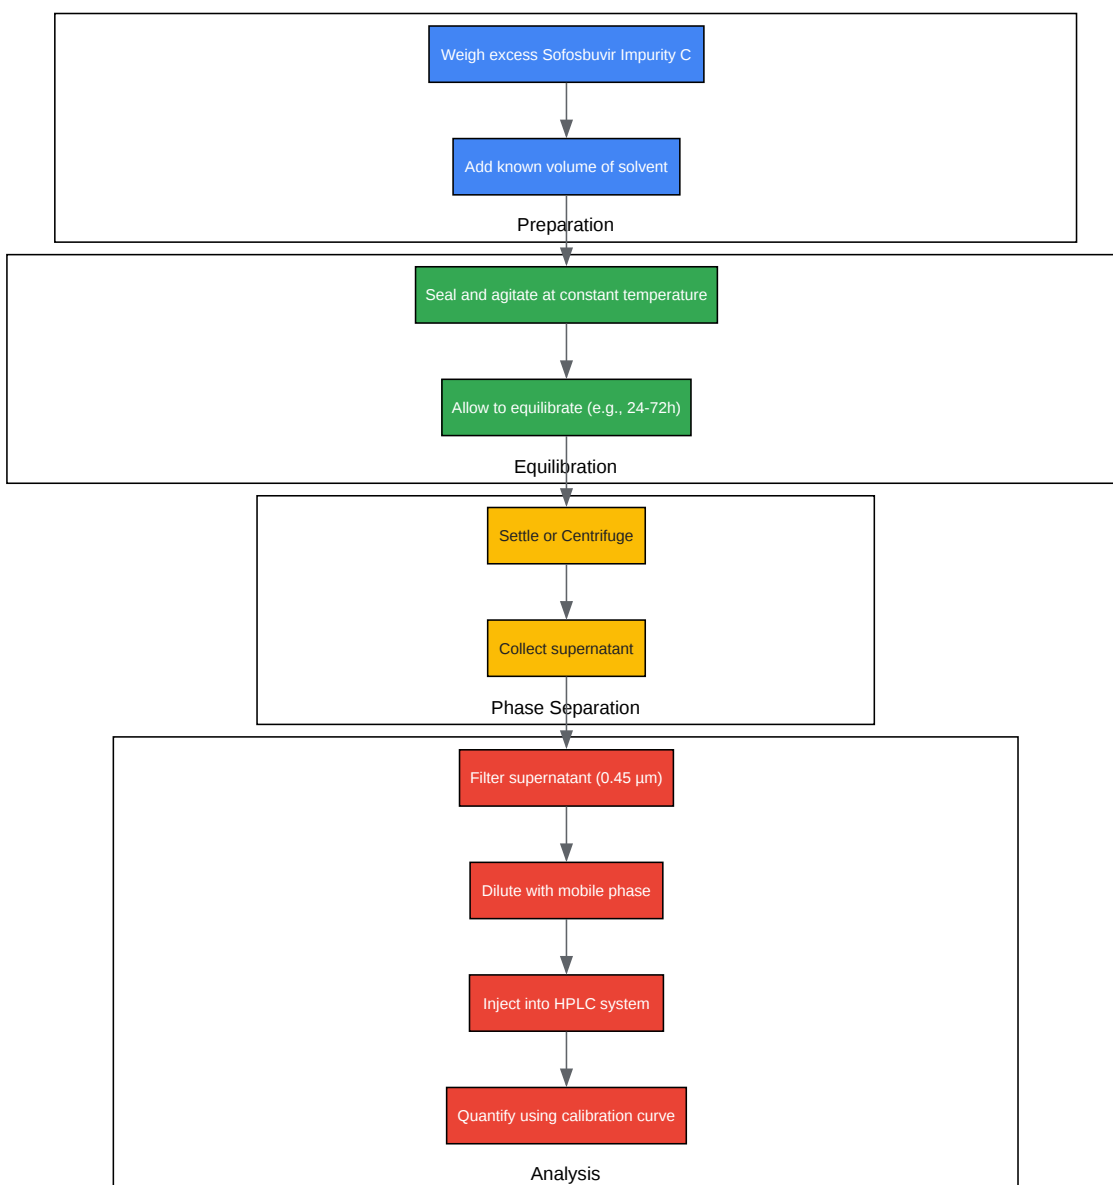 Weigh excess Sofosbuvir Impurity C
Add known volume of solvent
Preparation
Seal and agitate at constant temperature
Allow to equilibrate (e.g., 24-72h)
Equilibration
Settle or Centrifuge
Collect supernatant
Phase Separation
Filter supernatant (0.45 µm)
Dilute with mobile phase
Inject into HPLC system
Quantify using calibration curve
Analysis